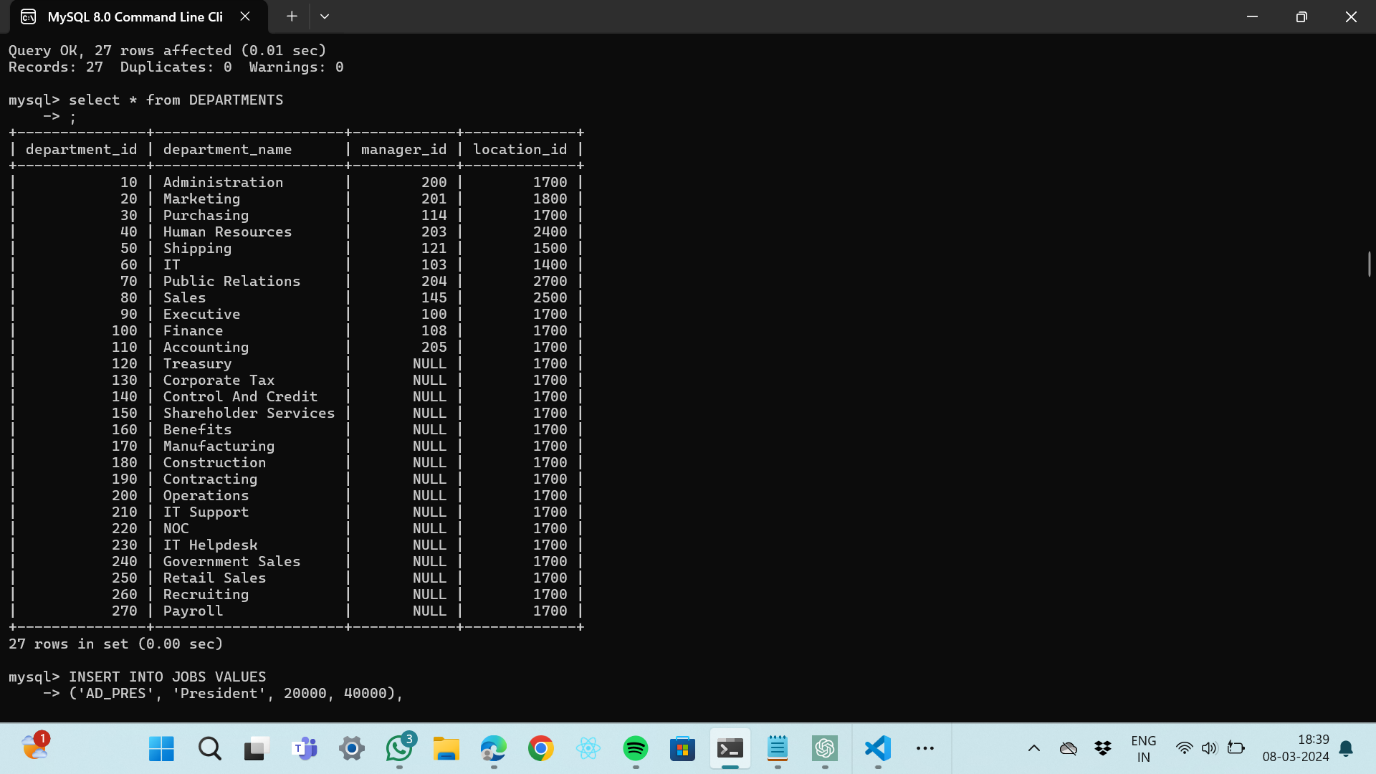 MySQL 8.0 Command Line Cli
Query OK, 27 rows affected (0.01 sec)
Records: 27  Duplicates: 0  Warnings: 0
mysql> select * from DEPARTMENTS
    -> ;
+---------------+----------------------+------------+-------------+
| department_id | department_name      | manager_id | location_id |
+---------------+----------------------+------------+-------------+
|            10 | Administration       |        200 |        1700 |
|            20 | Marketing            |        201 |        1800 |
|            30 | Purchasing           |        114 |        1700 |
|            40 | Human Resources      |        203 |        2400 |
|            50 | Shipping             |        121 |        1500 |
|            60 | IT                   |        103 |        1400 |
|            70 | Public Relations     |        204 |        2700 |
|            80 | Sales                |        145 |        2500 |
|            90 | Executive            |        100 |        1700 |
|           100 | Finance              |        108 |        1700 |
|           110 | Accounting           |        205 |        1700 |
|           120 | Treasury             |       NULL |        1700 |
|           130 | Corporate Tax        |       NULL |        1700 |
|           140 | Control And Credit   |       NULL |        1700 |
|           150 | Shareholder Services |       NULL |        1700 |
|           160 | Benefits             |       NULL |        1700 |
|           170 | Manufacturing        |       NULL |        1700 |
|           180 | Construction         |       NULL |        1700 |
|           190 | Contracting          |       NULL |        1700 |
|           200 | Operations           |       NULL |        1700 |
|           210 | IT Support           |       NULL |        1700 |
|           220 | NOC                  |       NULL |        1700 |
|           230 | IT Helpdesk          |       NULL |        1700 |
|           240 | Government Sales     |       NULL |        1700 |
|           250 | Retail Sales         |       NULL |        1700 |
|           260 | Recruiting           |       NULL |        1700 |
|           270 | Payroll              |       NULL |        1700 |
+---------------+----------------------+------------+-------------+
27 rows in set (0.00 sec)
mysql> INSERT INTO JOBS VALUES
    -> ('AD_PRES', 'President', 20000, 40000),
1
3
ENG
IN
18:39
08-03-2024